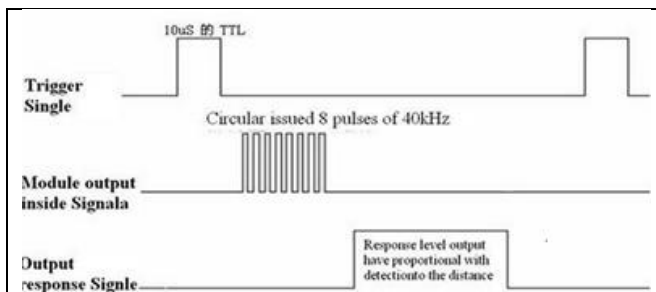 10uS 的 TTL
Trigger
Single
Circular issued 8 pulses of 40kHz
Module output
inside Signala
Response level output
have proportional with
detectionto the distance
Output
response Signle